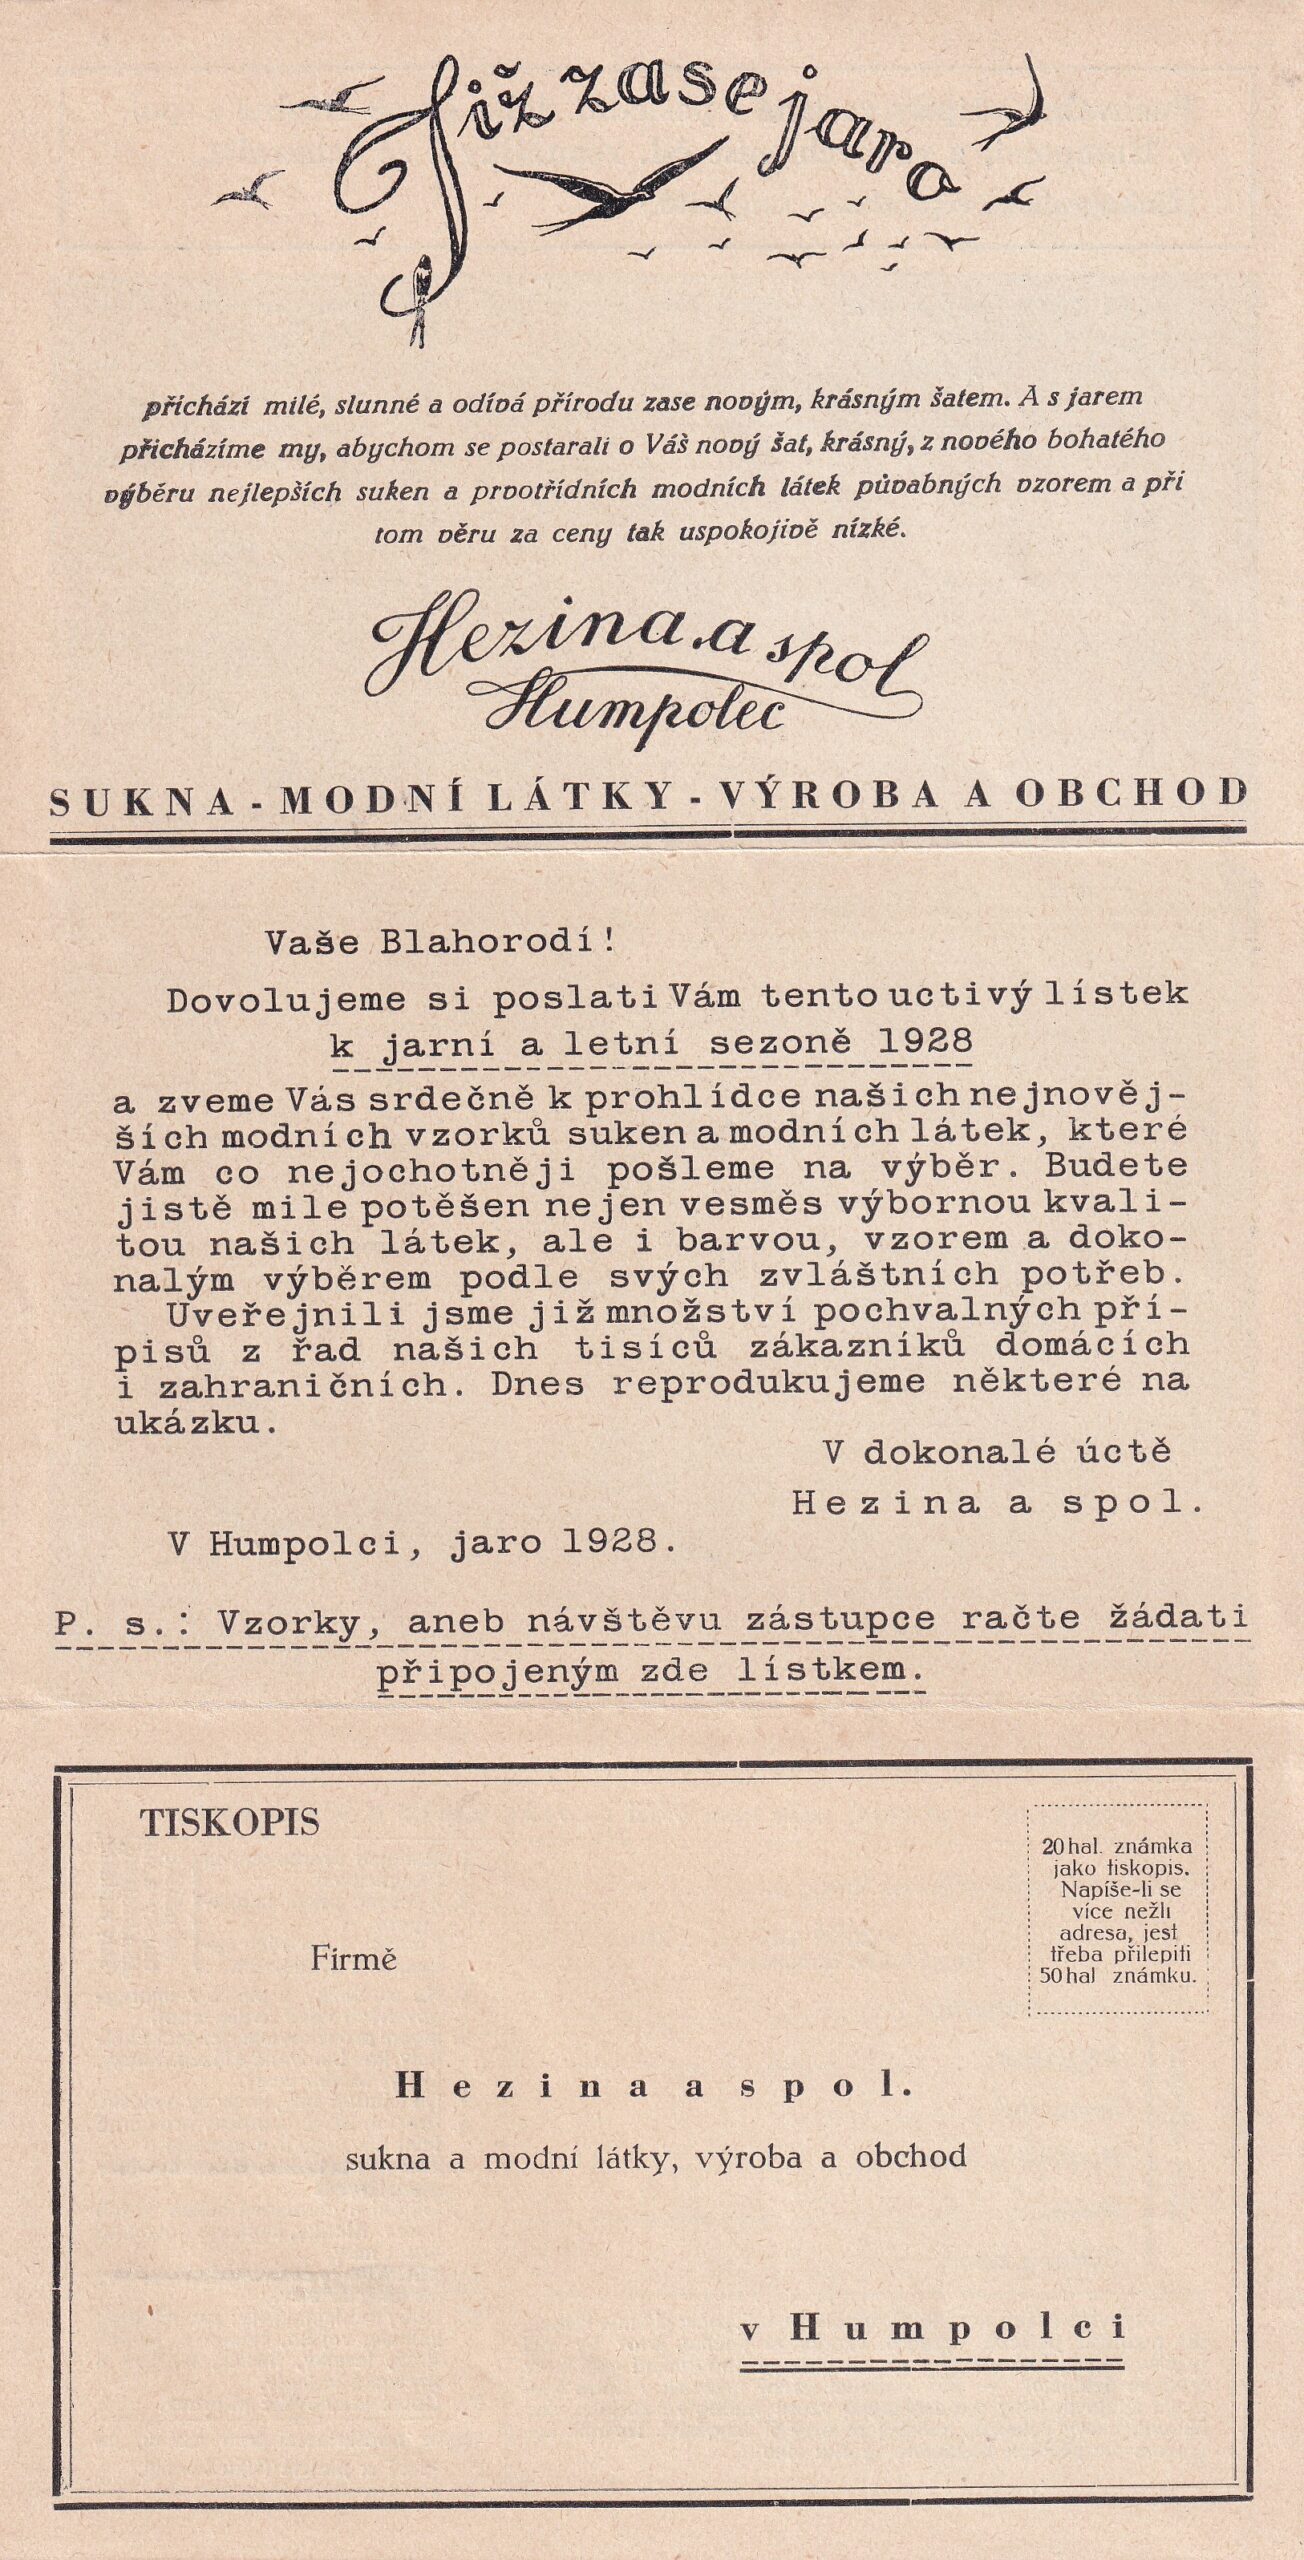 Již zase jaro
přichází milé, slunné a odívá přírodu zase novým, krásným šatem. A s jarem
přicházíme my, abychom se postarali o Váš nový šat, krásný, z nového bohatého
výběru nejlepších suken a prvotřídních modních látek půvabných vzorem a při
tom věru za ceny tak uspokojivě nízké.
Hezina a spol
Humpolec
SUKNA - MODNÍ LÁTKY - VÝROBA A OBCHOD
Vaše Blahorodí!
Dovolujeme si poslati Vám tento uctivý lístek
k jarní a letní sezoně 1928
a zveme Vás srdečně k prohlídce našich nejnověj-
ších modních vzorků suken a modních látek, které
Vám co nejochotněji pošleme na výběr. Budete
jistě mile potěšen nejen vesměs výbornou kvali-
tou našich látek, ale i barvou, vzorem a doko-
nalým výběrem podle svých zvláštních potřeb.
Uveřejnili jsme již množství pochvalných pří-
pisů z řad našich tisíců zákazníků domácích
i zahraničních. Dnes reprodukujeme některé na
ukázku.
V dokonalé úctě
Hezina a spol.
V Humpolci, jaro 1928.
P. s.: Vzorky, aneb návštěvu zástupce račte žádati
připojeným zde lístkem.
TISKOPIS
20 hal. známka
jako tiskopis.
Napíše-li se
více nežli
adresa, jest
třeba přilepiti
50 hal známku.
Firmě
Hezina a spol.
sukna a modní látky, výroba a obchod
v Humpolci